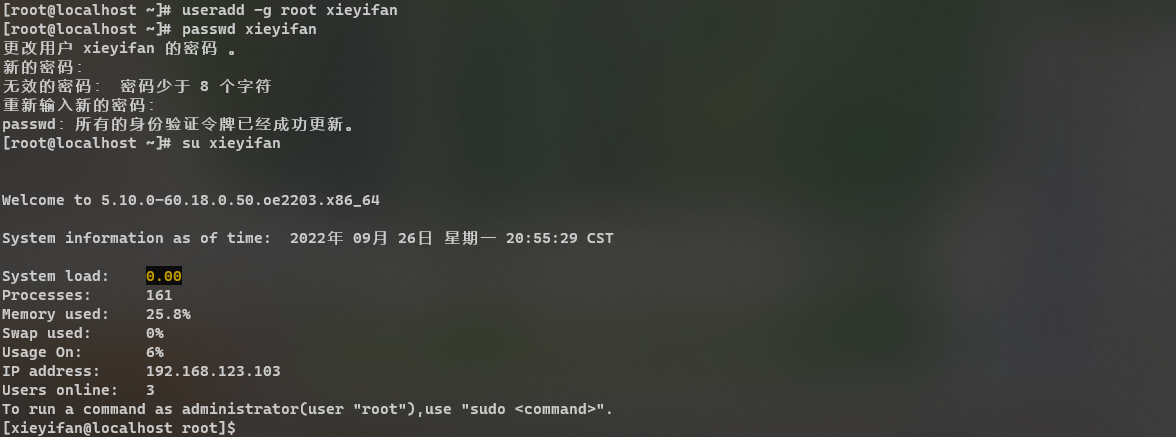 [root@localhost ~]# useradd -g root xieyifan
[root@localhost ~]# passwd xieyifan
更改用户 xieyifan 的密码 。
新的密码：
无效的密码： 密码少于 8 个字符
重新输入新的密码：
passwd：所有的身份验证令牌已经成功更新。
[root@localhost ~]# su xieyifan
Welcome to 5.10.0-60.18.0.50.oe2203.x86_64
System information as of time:  2022年 09月 26日 星期一 20:55:29 CST
System load:    0.00
Processes:      161
Memory used:    25.8%
Swap used:      0%
Usage On:       6%
IP address:     192.168.123.103
Users online:   3
To run a command as administrator(user "root"),use "sudo <command>".
[xieyifan@localhost root]$